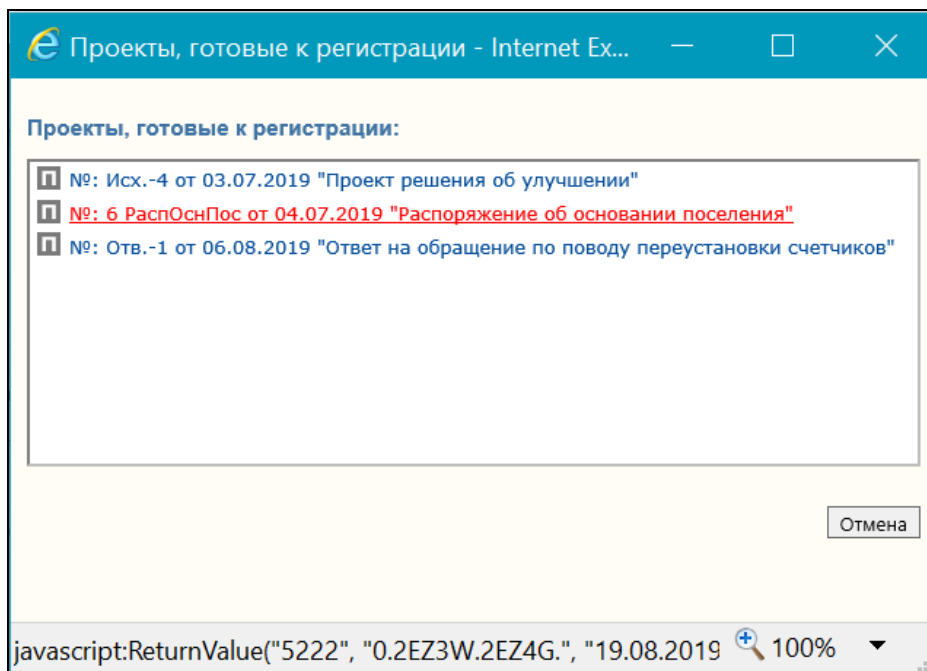 Проекты, готовые к регистрации - Internet Ex...
Проекты, готовые к регистрации:
П №: Исх.-4 от 03.07.2019 "Проект решения об улучшении"
П №: 6 РаспОснПос от 04.07.2019 "Распоряжение об основании поселения"
П №: Отв.-1 от 06.08.2019 "Ответ на обращение по поводу переустановки счетчиков"
Отмена
javascript:ReturnValue("5222", "0.2EZ3W.2EZ4G.", "19.08.2019 100%